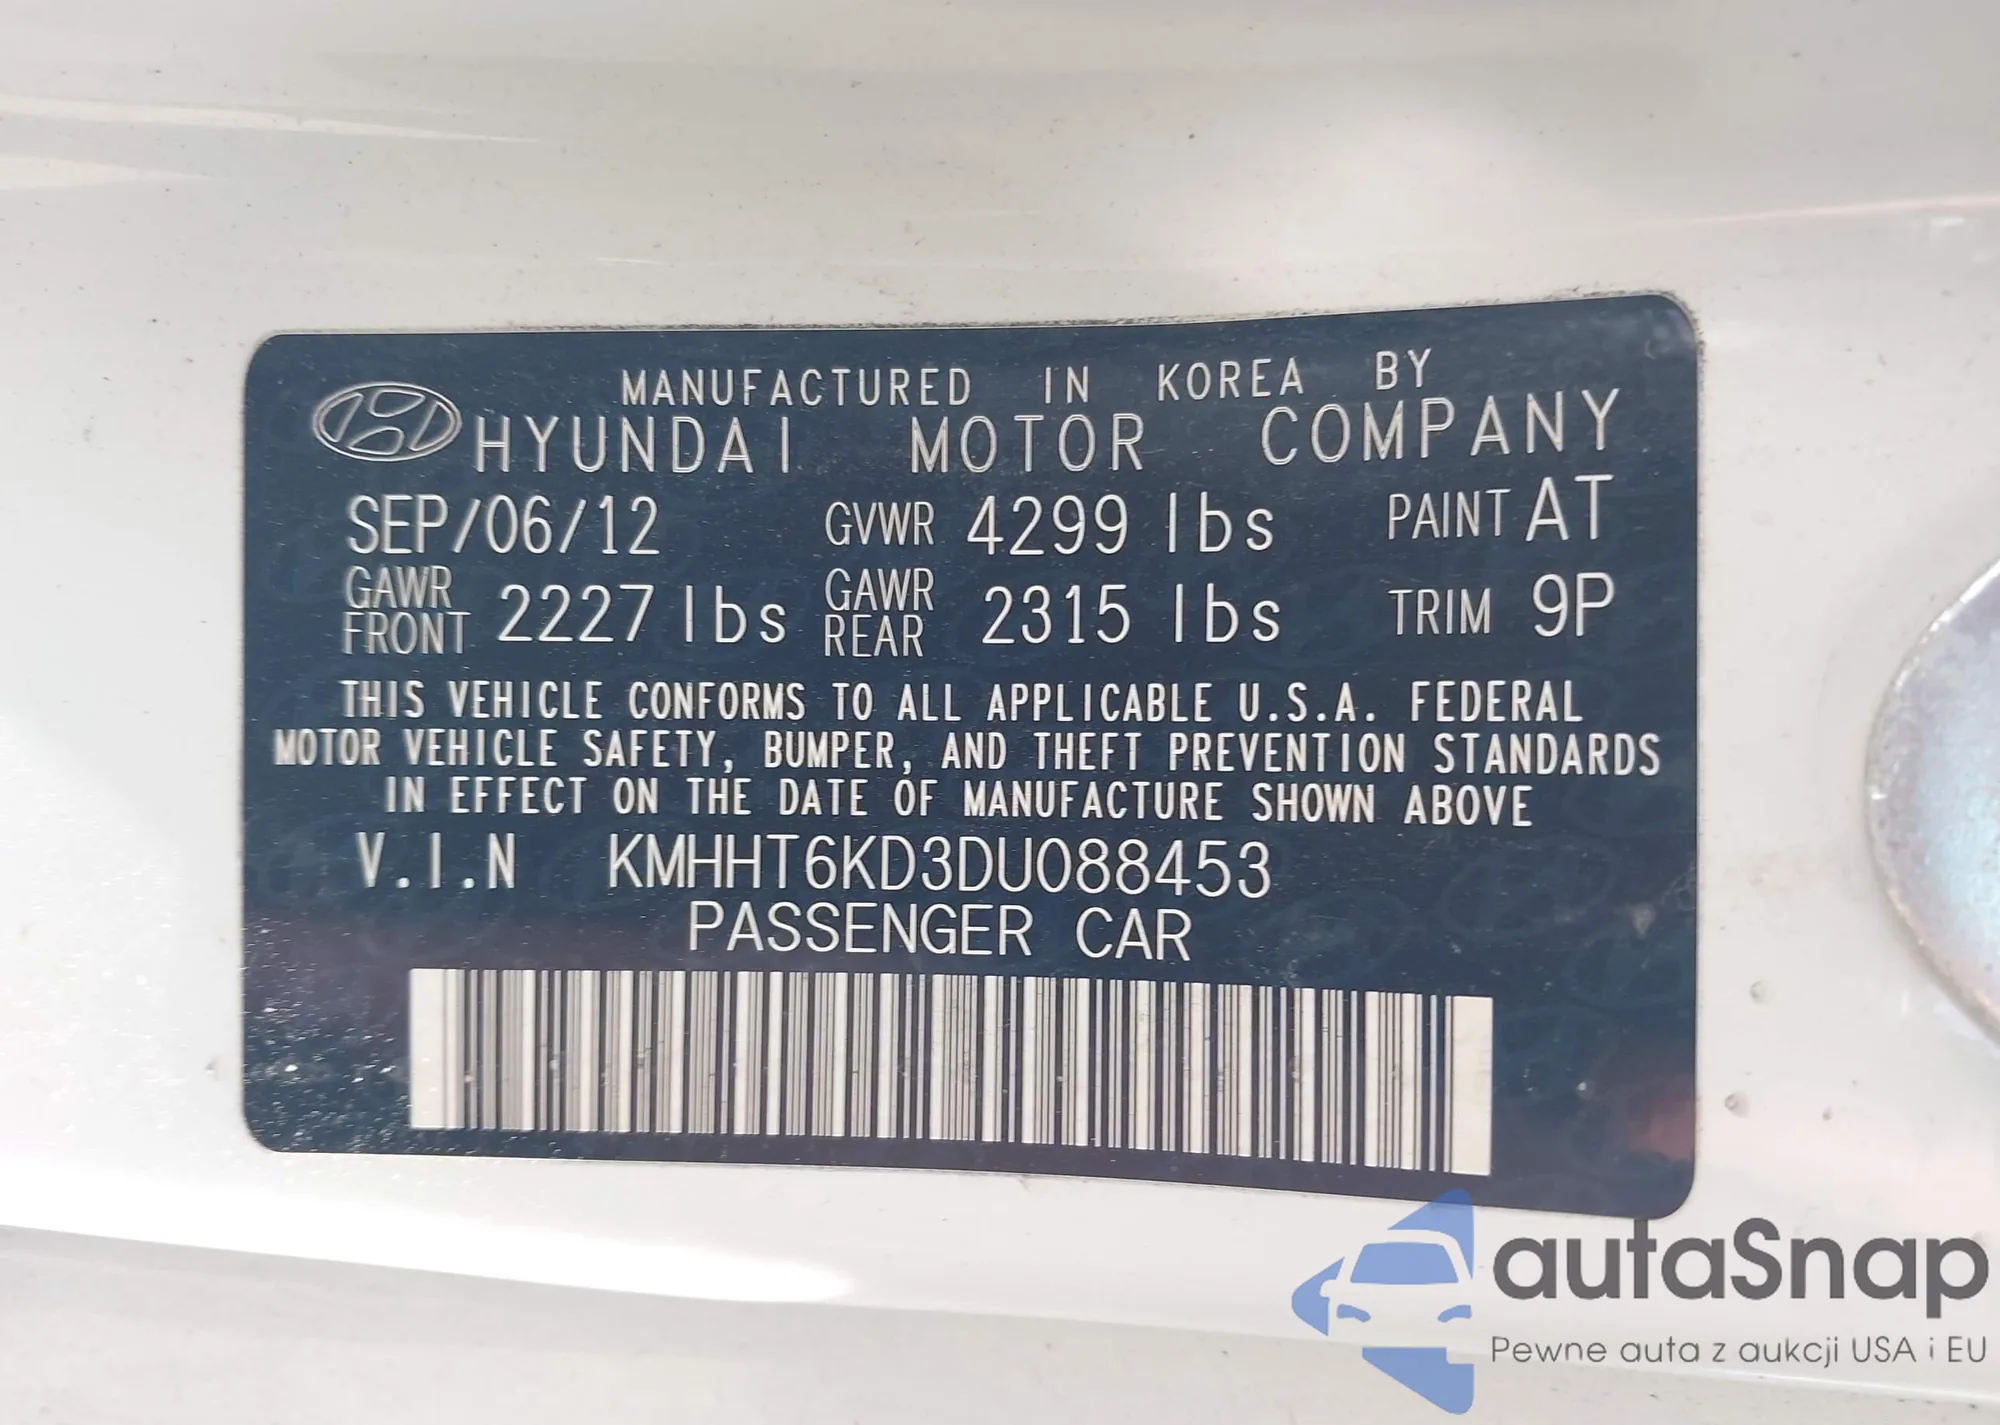 MANUFACTURED IN KOREA BY
HYUNDAI MOTOR COMPANY
SEP/06/12 GVWR 4299 lbs PAINT AT
GAWR FRONT 2227 lbs GAWR REAR 2315 lbs TRIM 9P
THIS VEHICLE CONFORMS TO ALL APPLICABLE U.S.A. FEDERAL
MOTOR VEHICLE SAFETY, BUMPER, AND THEFT PREVENTION STANDARDS
IN EFFECT ON THE DATE OF MANUFACTURE SHOWN ABOVE
V.I.N KMHHT6KD3DU088453
PASSENGER CAR
autaSnap
Pewne auta z aukcji USA i EU